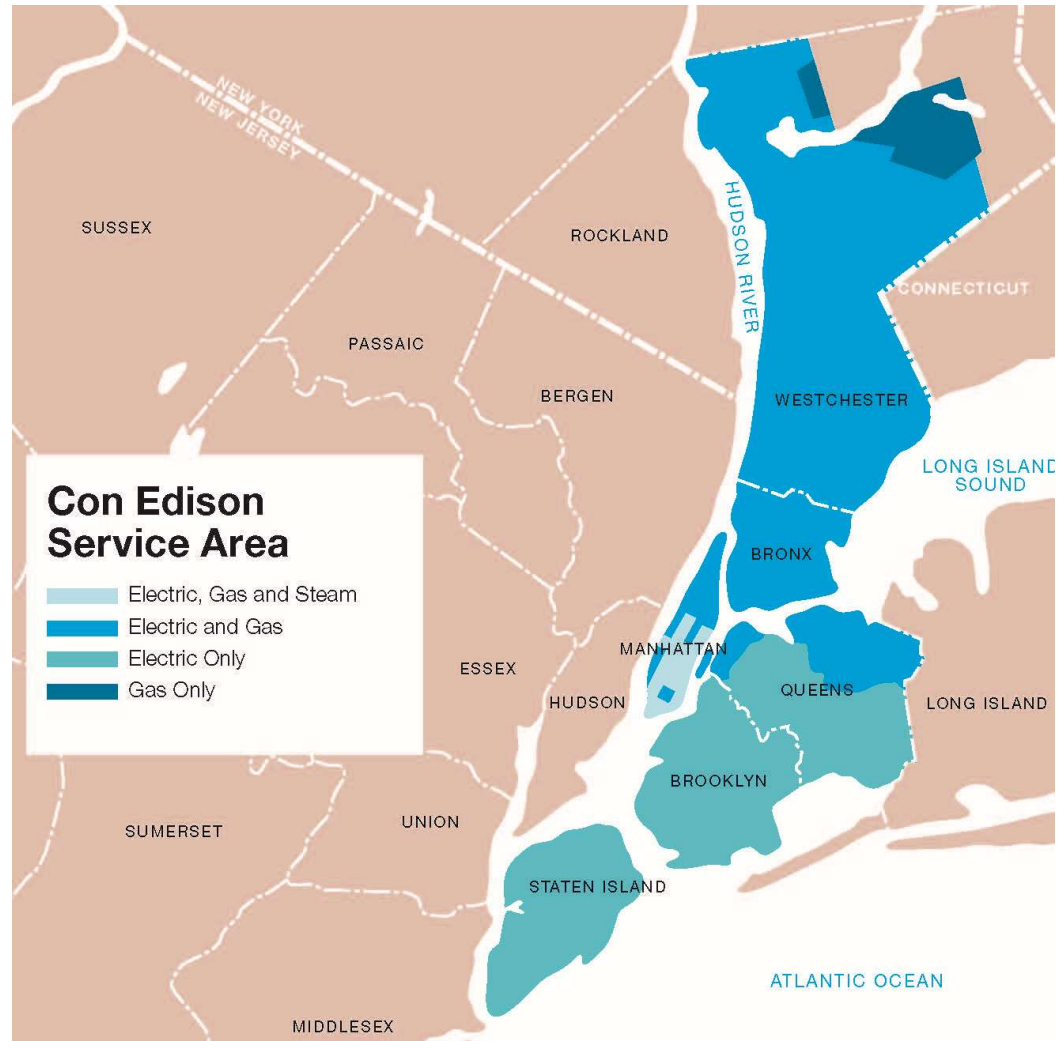 NEW YORK
NEW JERSEY
SUSSEX
ROCKLAND
HUDSON RIVER
CONNECTICUT
PASSAIC
BERGEN
WESTCHESTER
LONG ISLAND
SOUND
Con Edison
Service Area
Electric, Gas and Steam
Electric and Gas
Electric Only
Gas Only
BRONX
MANHATTAN
ESSEX
HUDSON
QUEENS
LONG ISLAND
BROOKLYN
UNION
SUMERSET
STATEN ISLAND
ATLANTIC OCEAN
MIDDLESEX